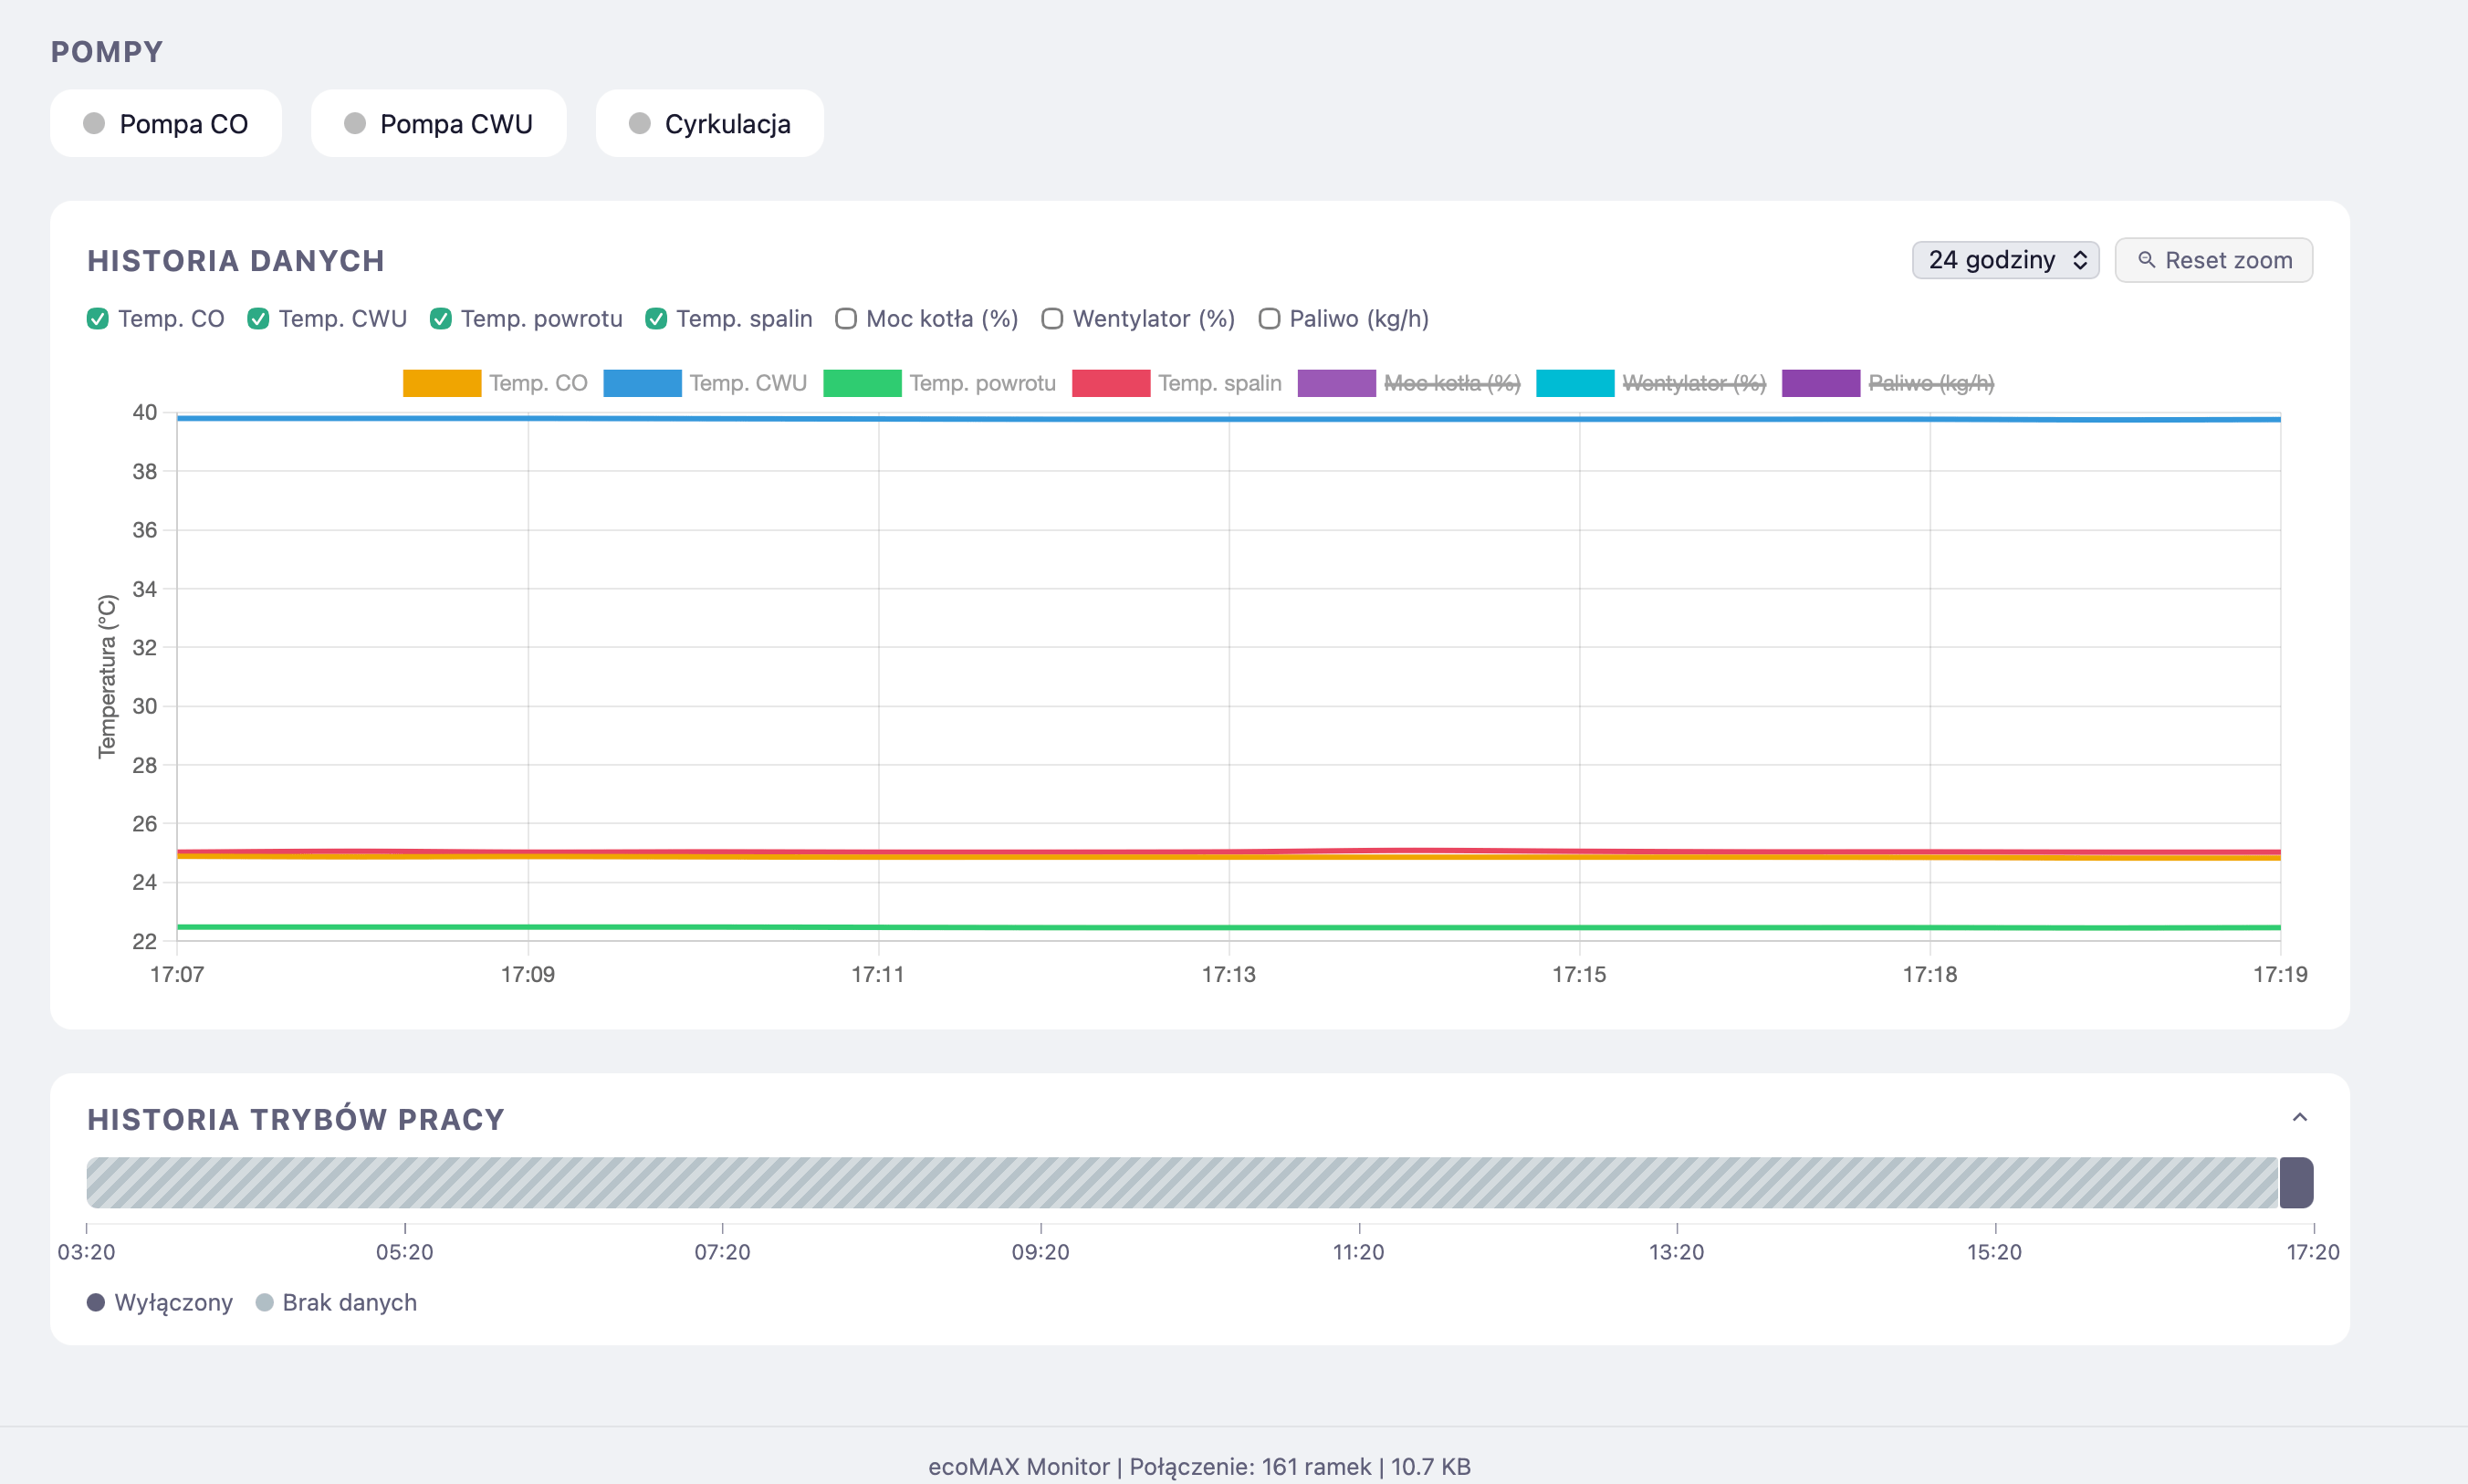 POMPY
Pompa CO Pompa CWU Cyrkulacja
HISTORIA DANYCH 24 godziny Reset zoom
Temp. CO Temp. CWU Temp. powrotu Temp. spalin Moc kotła (%) Wentylator (%) Paliwo (kg/h)
Temp. CO Temp. CWU Temp. powrotu Temp. spalin Moc kotła (%) Wentylator (%) Paliwo (kg/h)
Temperatura (°C)
40
38
36
34
32
30
28
26
24
22
17:07 17:09 17:11 17:13 17:15 17:18 17:19
HISTORIA TRYBÓW PRACY
03:20 05:20 07:20 09:20 11:20 13:20 15:20 17:20
Wyłączony Brak danych
ecoMAX Monitor | Połączenie: 161 ramek | 10.7 KB